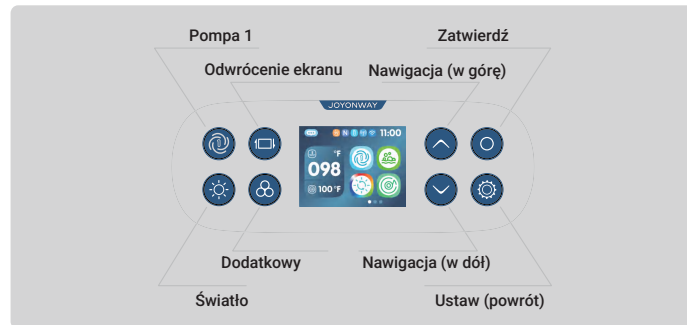 Pompa 1
Zatwierdź
Odwrócenie ekranu
Nawigacja (w górę)
JOYONWAY
N
11:00
°F
098
100 °F
Dodatkowy
Nawigacja (w dół)
Światło
Ustaw (powrót)